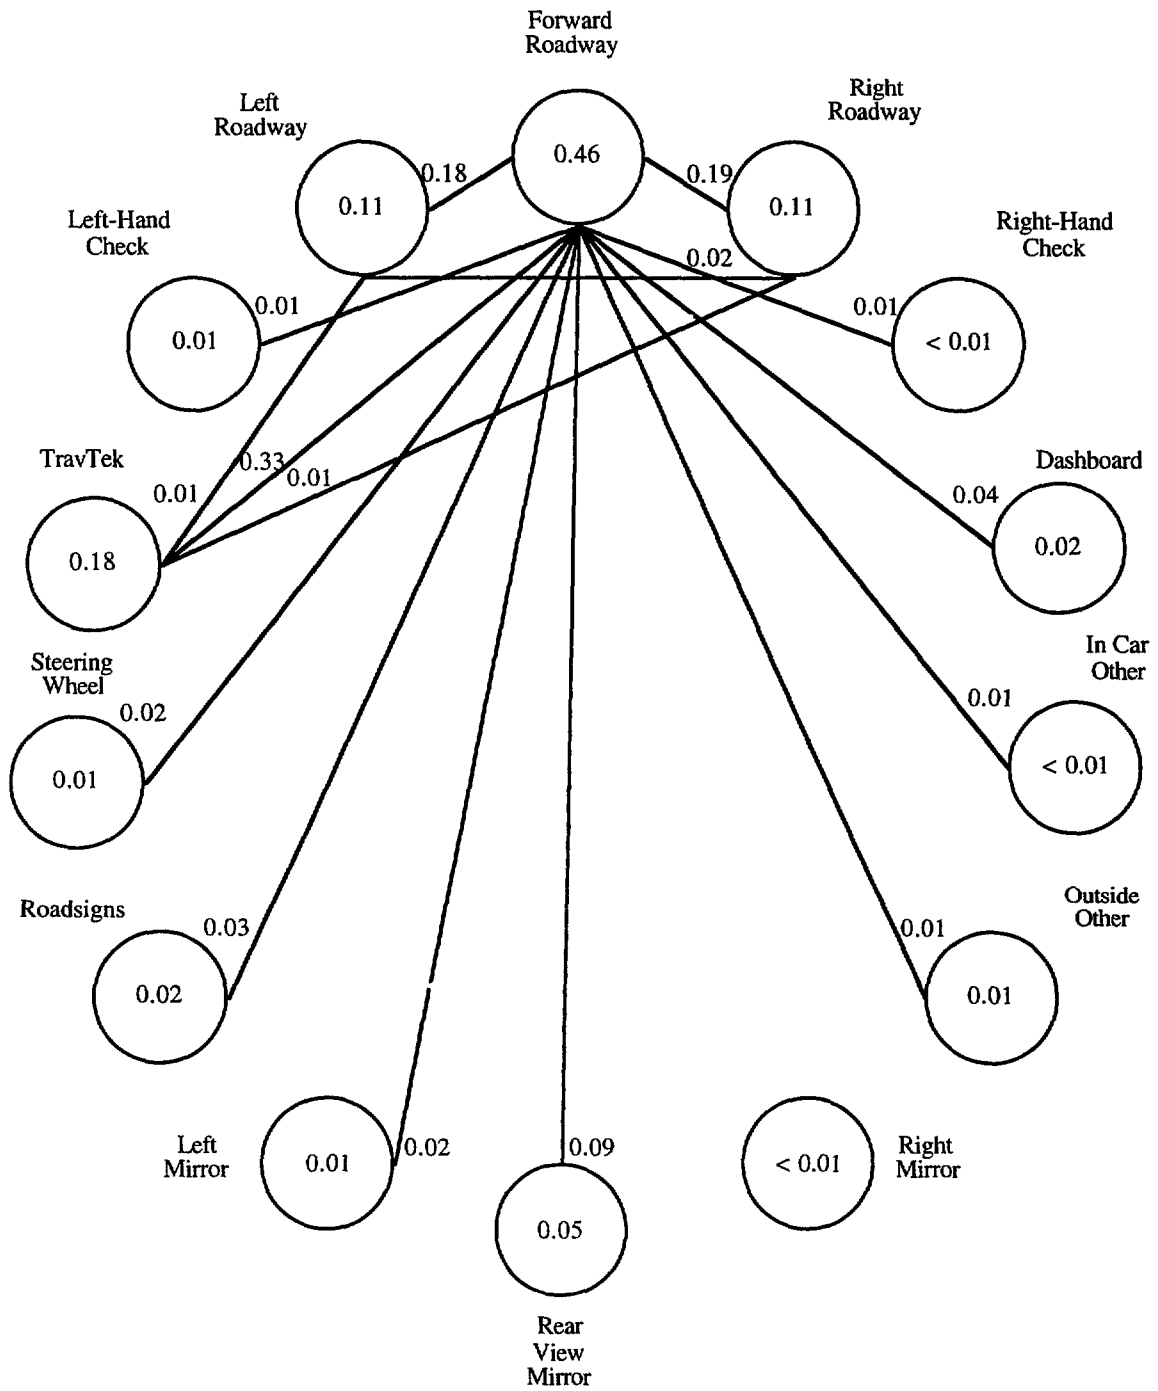 Forward
Roadway
Left
Roadway
Right
Roadway
0.18
0.46
0.19
0.11
0.11
Left-Hand
Check
Right-Hand
Check
0.02
0.01
0.01
0.01
< 0.01
TravTek
0.33
0.01
0.01
Dashboard
0.04
0.18
0.02
Steering
Wheel
In Car
Other
0.02
0.01
0.01
< 0.01
Roadsigns
Outside
Other
0.03
0.01
0.02
0.01
Left
Mirror
0.01
0.02
0.09
< 0.01
Right
Mirror
0.05
Rear
View
Mirror